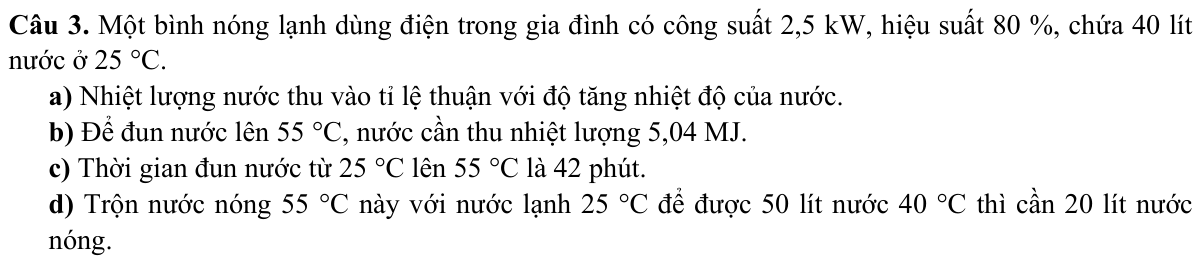 Câu 3. Một bình nóng lạnh dùng điện trong gia đình có công suất 2,5 kW, hiệu suất 80 %, chứa 40 lít
nước ở 25 °C.
a) Nhiệt lượng nước thu vào tỉ lệ thuận với độ tăng nhiệt độ của nước.
b) Để đun nước lên 55 °C, nước cần thu nhiệt lượng 5,04 MJ.
c) Thời gian đun nước từ 25 °C lên 55 °C là 42 phút.
d) Trộn nước nóng 55 °C này với nước lạnh 25 °C để được 50 lít nước 40 °C thì cần 20 lít nước
nóng.